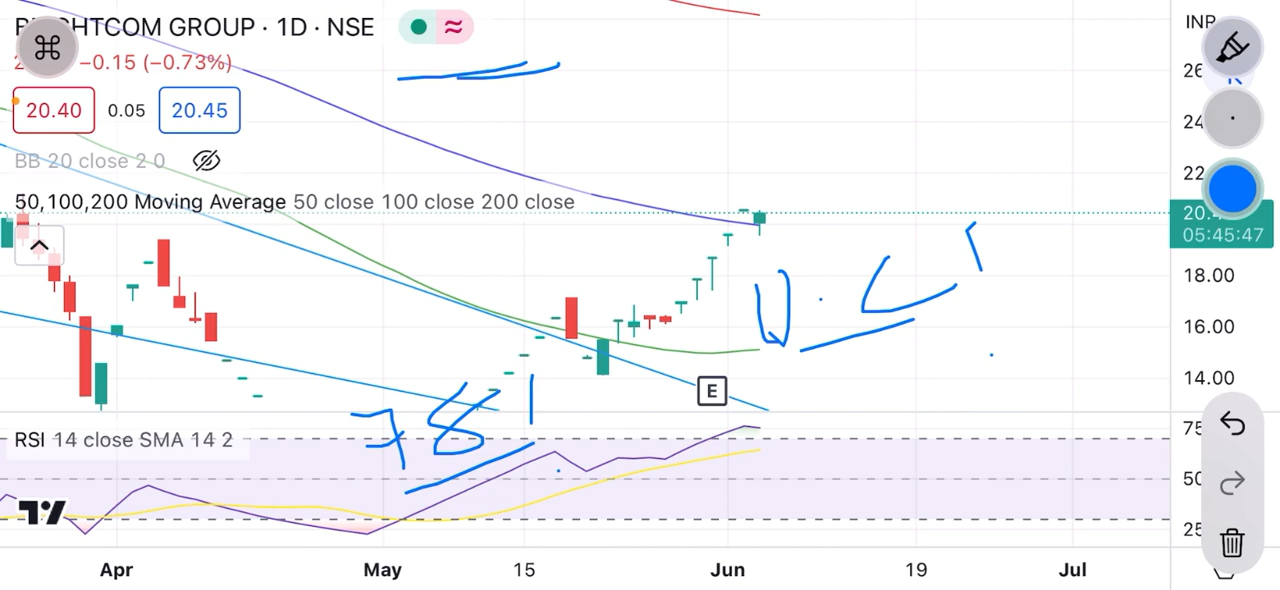 HTCOM GROUP · 1D · NSE
−0.15 (−0.73%)
20.40 0.05 20.45
BB 20 close 2 0
50,100,200 Moving Average 50 close 100 close 200 close
INR
26
24
22
20.
05:45:47
18.00
16.00
14.00
E
RSI 14 close SMA 14 2
75
50
25
Apr May 15 Jun 19 Jul